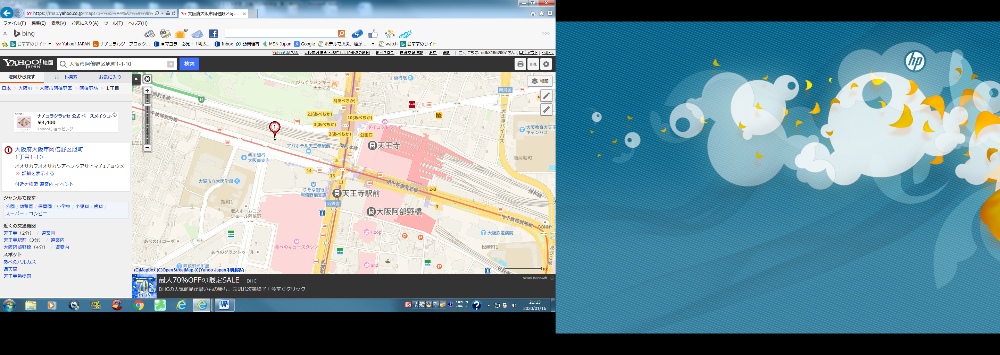 https://map.yahoo.co.jp/maps?p=%E5%A4%A7%E9%98%
大阪府大阪市阿倍野区阿...
ファイル(F) 編集(E) 表示(V) お気に入り(A) ツール(T) ヘルプ(H)
x bing
28°
hp+
skype
おすすめサイト Yahoo! JAPAN ナチュラルツーブロック... ●マヨラー必見!!明太... Inbox 訪問理容 MSN Japan Google ホテルで火災、煙が... watch おすすめサイト
Yahoo! JAPAN - 大阪市阿倍野区旭町1-1-10関連の地図 - 地図ブログ - 道路交通情報 - お店 - 路線 | こんにちは、sdk81952007さん [ ログアウト ] ヘルプ
YAHOO! JAPAN 地図
大阪市阿倍野区旭町1-1-10
検索
URL
地図から探す ルート探索 お気に入り
日本 > 大阪府 > 大阪市阿倍野区 > 阿倍野筋 > 1丁目
ナチュラグラッセ 公式 ベースメイクコ・
¥4,400
Yahoo!ショッピング
1 大阪府大阪市阿倍野区旭町
1丁目1-10
オオサカフオオサカシアベノクアサヒマチ1チョウメ
>> 詳細を表示する
付近を検索 道案内 イベント
ジャンルで探す
公園 / 幼稚園 / 保育園 / 小学校 / 小児科 / 歯科 /
スーパー / コンビニ
近くの交通機関
天王寺 (2分) / 道案内
天王寺駅前 (3分) / 道案内
大阪阿部野橋 (4分) / 道案内
スポット
あべのハルカス
通天閣
天王寺動物園
地図
関西本線
14
びっくりドンキー
天王寺店
施行院
南河堀
5(あべちか)
21(あべちか)
10(あべちか)
3(あべちか)
2(あべちか)
公園口
ダイコクドラッグ
天王寺バイパス
大阪教育大天王
キャンパス
下鉄御堂筋線
1
山王1
アパホテル天王寺駅前
関西本線
天王寺
香川銀行
大阪南支店
南河堀町
5
14
13
11
大阪市立大医学部
りそな銀行
阿倍野橋支店
天王寺駅前
地下鉄御堂筋線
2-B
阪和線
旭町1
近鉄南
3
老人ホームコン
シェール阿倍野
大阪阿部野橋
地下鉄御堂筋線
BONNY
Hoop
大阪鉄道病院
あべのC1コーポ
あべのキューズタウン
松崎町1
あべのグラントゥール
あびこ筋
阿倍野旭町局
阪堺電
and
近鉄南
(C)Mapbox (C)OpenStreetMap (C)Yahoo Japan 利用規約
100 m
70% OFF
最大70%OFFの限定SALE DHC
DHCの人気商品が早いもの勝ち。売切れ次第終了!今すぐクリック
Yahoo! JAPAN広告
A 般 CAPS
KANA
21:13
2020/01/16
hp